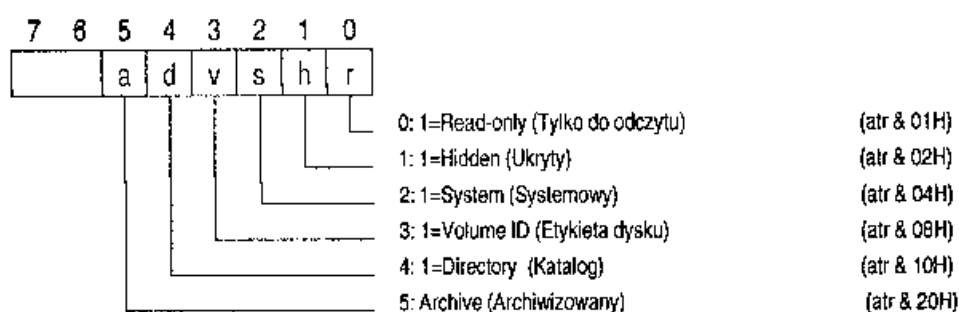 7 6 5 4 3 2 1 0
a d v s h r
0: 1=Read-only (Tylko do odczytu) (atr & 01H)
1: 1=Hidden (Ukryty) (atr & 02H)
2: 1=System (Systemowy) (atr & 04H)
3: 1=Volume ID (Etykieta dysku) (atr & 08H)
4: 1=Directory (Katalog) (atr & 10H)
5: Archive (Archiwizowany) (atr & 20H)